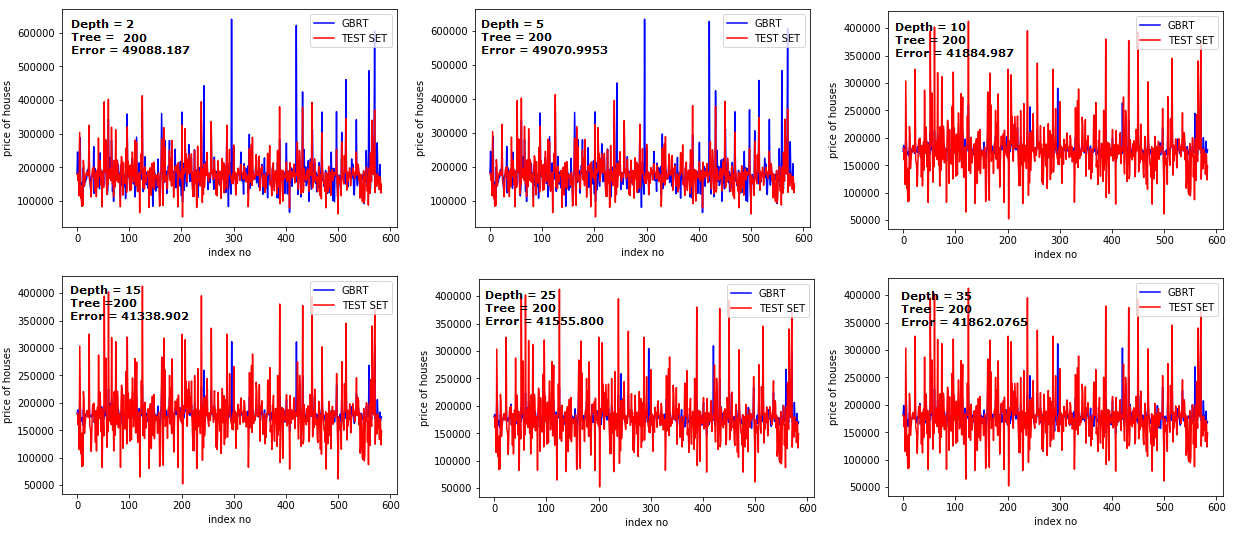 Depth = 2
Tree =  200
Error = 49088.187
GBRT
TEST SET
price of houses
600000
500000
400000
300000
200000
100000
0
100
200
300
400
500
600
index no
Depth = 5
Tree = 200
Error = 49070.9953
GBRT
TEST SET
price of houses
600000
500000
400000
300000
200000
100000
0
100
200
300
400
500
600
index no
Depth = 10
Tree = 200
Error = 41884.987
GBRT
TEST SET
price of houses
400000
350000
300000
250000
200000
150000
100000
50000
0
100
200
300
400
500
600
index no
Depth = 15
Tree =200
Error = 41338.902
GBRT
TEST SET
price of houses
400000
350000
300000
250000
200000
150000
100000
50000
0
100
200
300
400
500
600
index no
Depth = 25
Tree = 200
Error = 41555.800
GBRT
TEST SET
price of houses
400000
350000
300000
250000
200000
150000
100000
50000
0
100
200
300
400
500
600
index no
Depth = 35
Tree = 200
Error = 41862.0765
GBRT
TEST SET
price of houses
400000
350000
300000
250000
200000
150000
100000
50000
0
100
200
300
400
500
600
index no